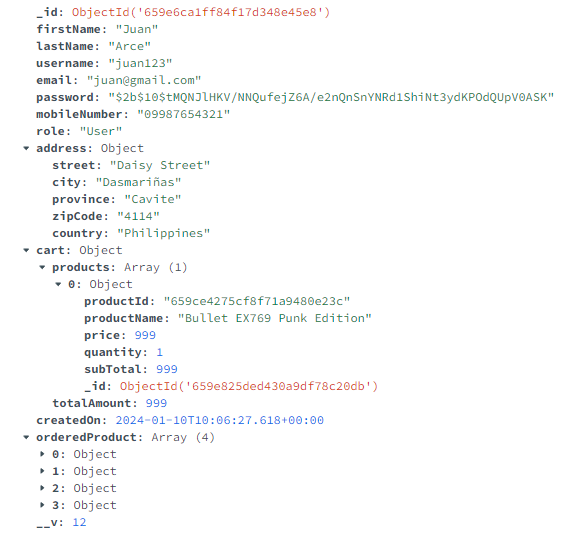 _id: ObjectId('659e6ca1ff84f17d348e45e8')
firstName: "Juan"
lastName: "Arce"
username: "juan123"
email: "juan@gmail.com"
password: "$2b$10$tMQNJlHKV/NNQufejZ6A/e2nQnSnYNRd1ShiNt3ydKPOdQUpV0ASK"
mobileNumber: "09987654321"
role: "User"
address: Object
street: "Daisy Street"
city: "Dasmariñas"
province: "Cavite"
zipCode: "4114"
country: "Philippines"
cart: Object
products: Array (1)
0: Object
productId: "659ce4275cf8f71a9480e23c"
productName: "Bullet EX769 Punk Edition"
price: 999
quantity: 1
subTotal: 999
_id: ObjectId('659e825ded430a9df78c20db')
totalAmount: 999
createdOn: 2024-01-10T10:06:27.618+00:00
orderedProduct: Array (4)
0: Object
1: Object
2: Object
3: Object
__v: 12